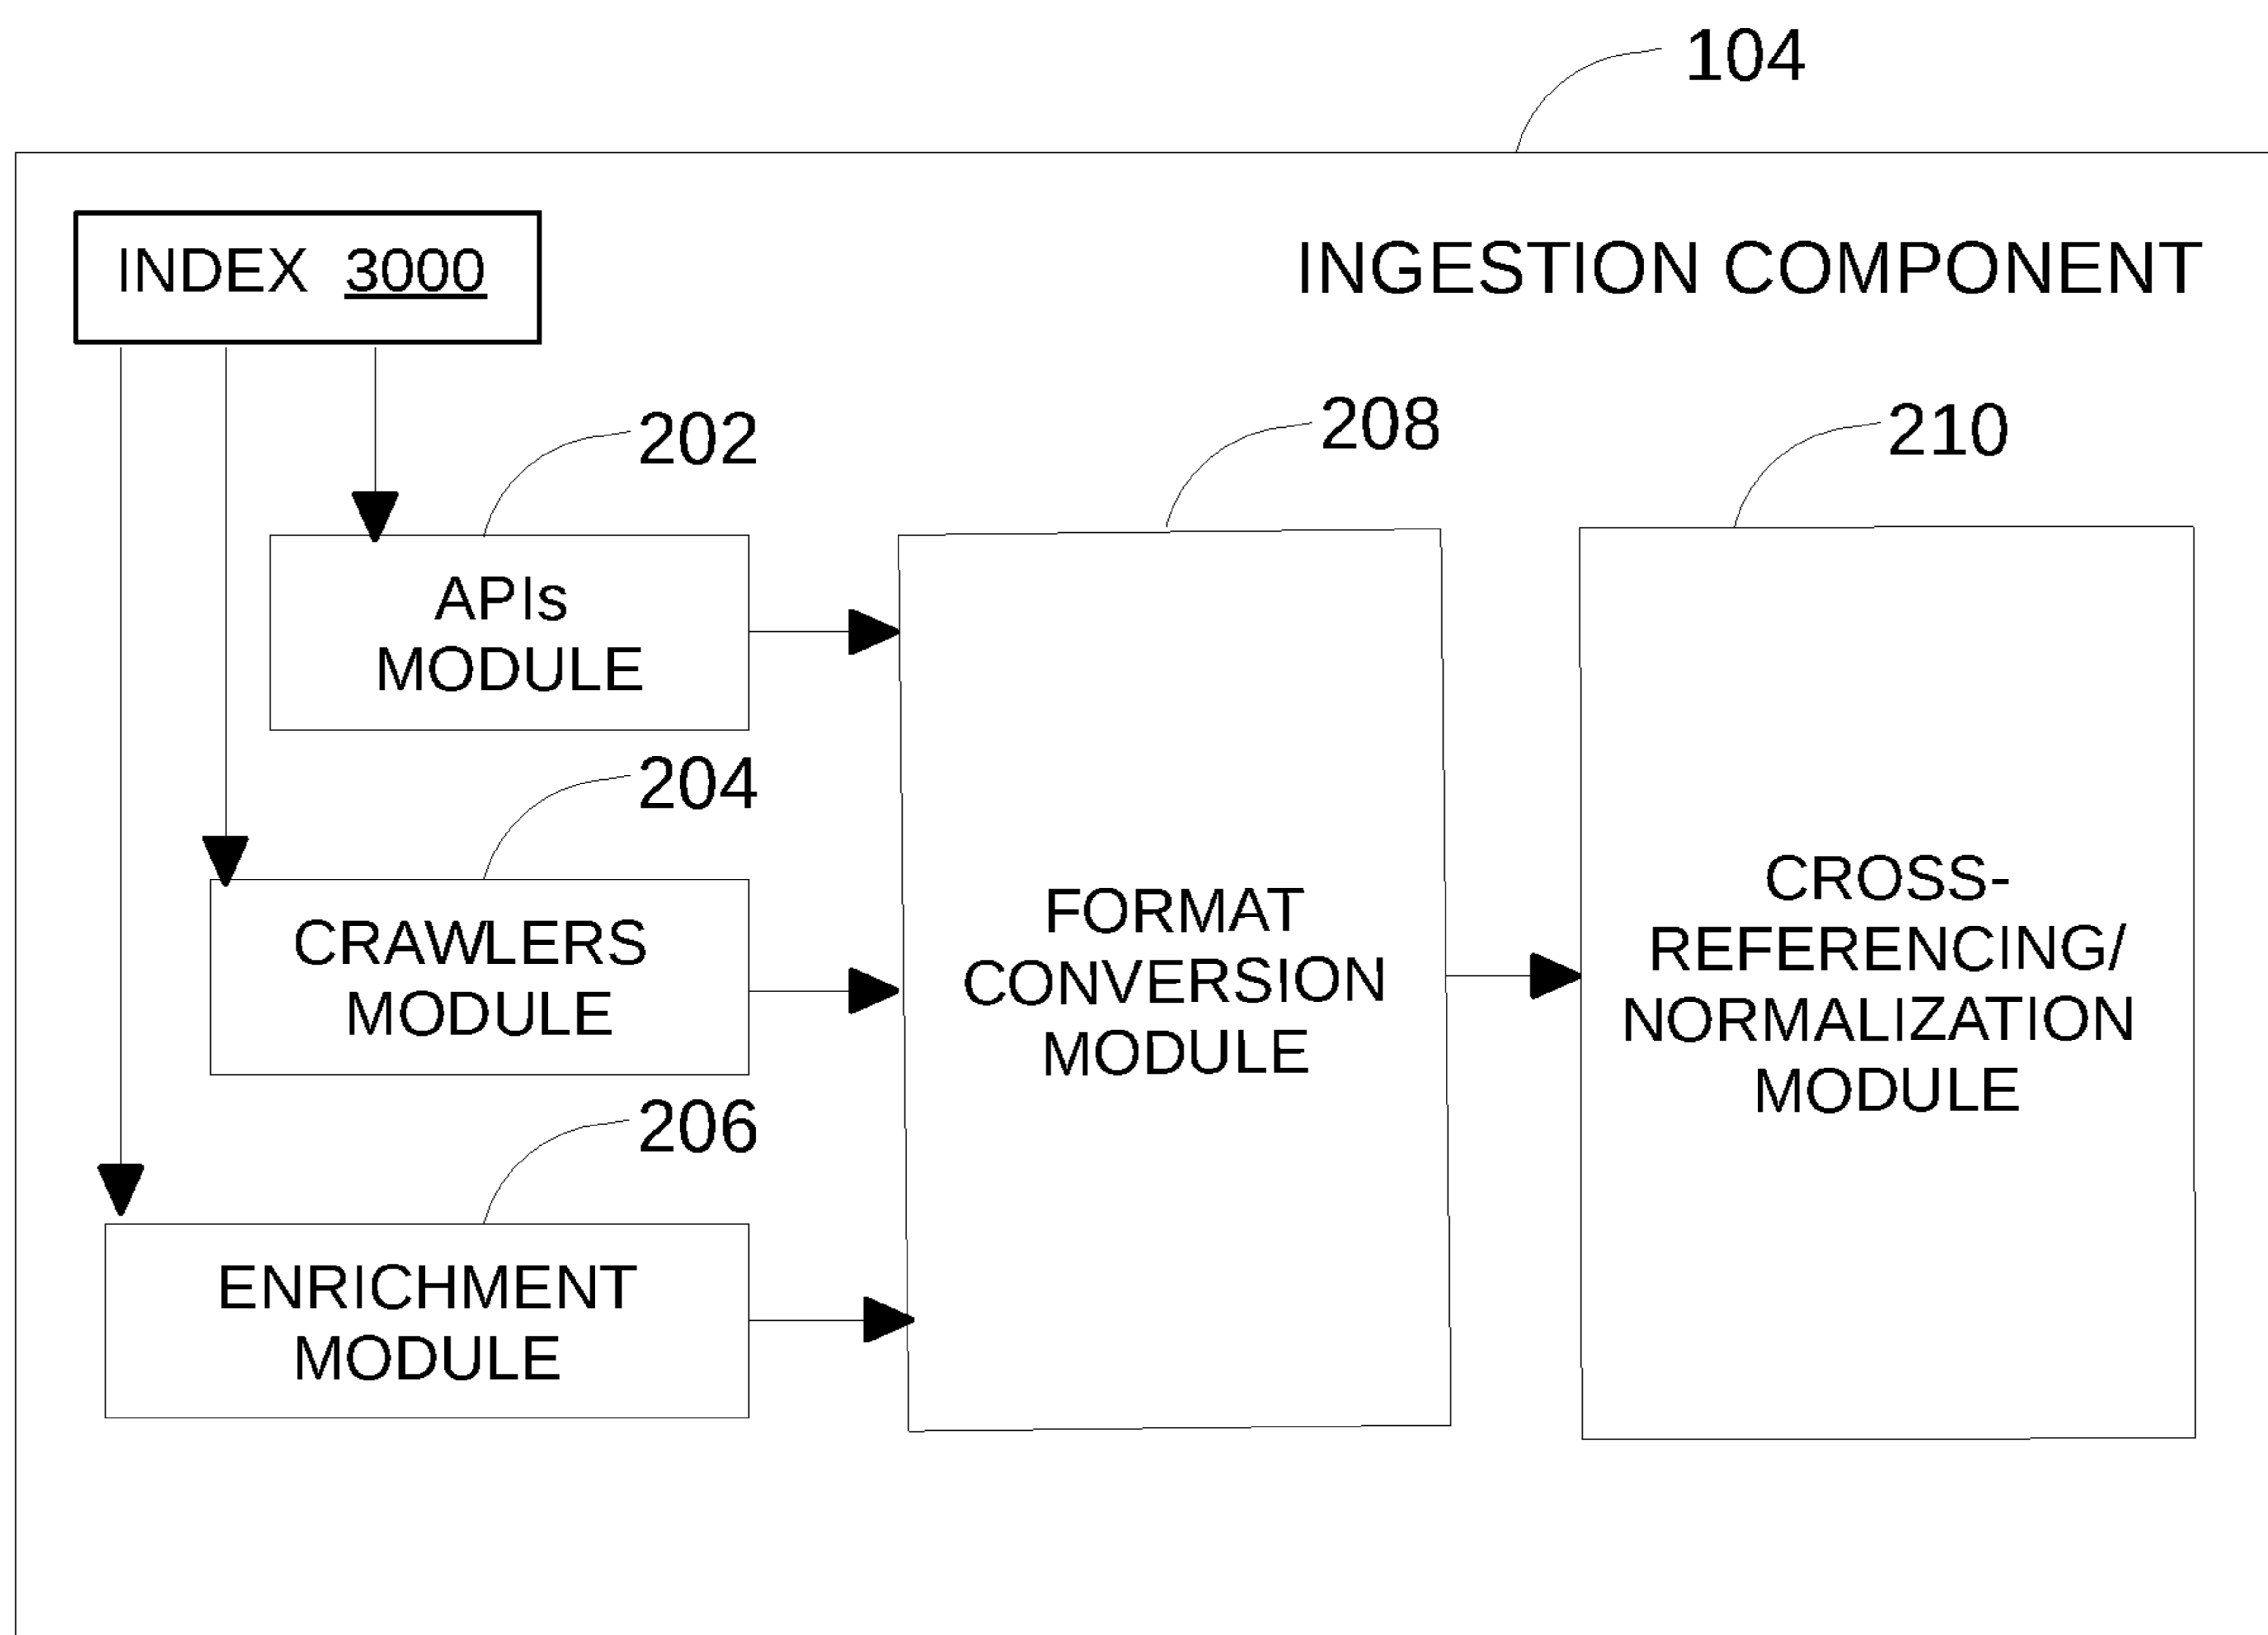 104
INDEX 3000
INGESTION COMPONENT
202
208
210
APIs
MODULE
204
CRAWLERS
MODULE
FORMAT
CONVERSION
MODULE
CROSS-
REFERENCING/
NORMALIZATION
MODULE
206
ENRICHMENT
MODULE